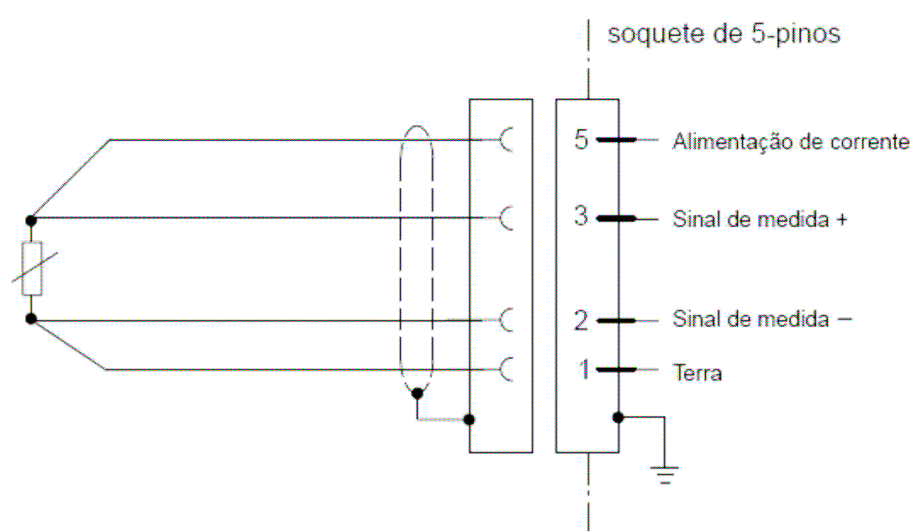 soquete de 5-pinos
5 Alimentação de corrente
3 Sinal de medida +
2 Sinal de medida −
1 Terra